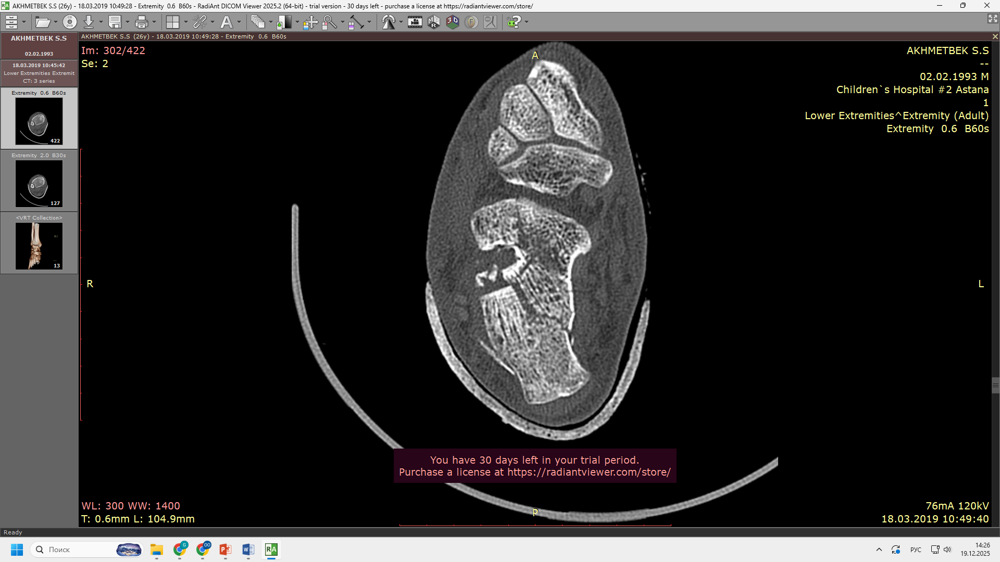 AKHMETBEK S.S (26y) - 18.03.2019 10:49:28 - Extremity  0.6  B60s - RadiAnt DICOM Viewer 2025.2 (64-bit) - trial version - 30 days left - purchase a license at https://radiantviewer.com/store/
AKHMETBEK S.S
02.02.1993
18.03.2019 10:45:42
Lower Extremities Extremit
CT: 3 series
Extremity  0.6  B60s
422
Extremity  2.0  B30s
127
<VRT Collection>
13
AKHMETBEK S.S (26y) - 18.03.2019 10:49:28 - Extremity  0.6  B60s
Im: 302/422
Se: 2
A
AKHMETBEK S.S
--
02.02.1993 M
Children`s Hospital #2 Astana
1
Lower Extremities^Extremity (Adult)
Extremity  0.6  B60s
R
L
You have 30 days left in your trial period.
Purchase a license at https://radiantviewer.com/store/
P
WL: 300 WW: 1400
T: 0.6mm L: 104.9mm
76mA 120kV
18.03.2019 10:49:40
Ready
Поиск
РУС
14:26
19.12.2025